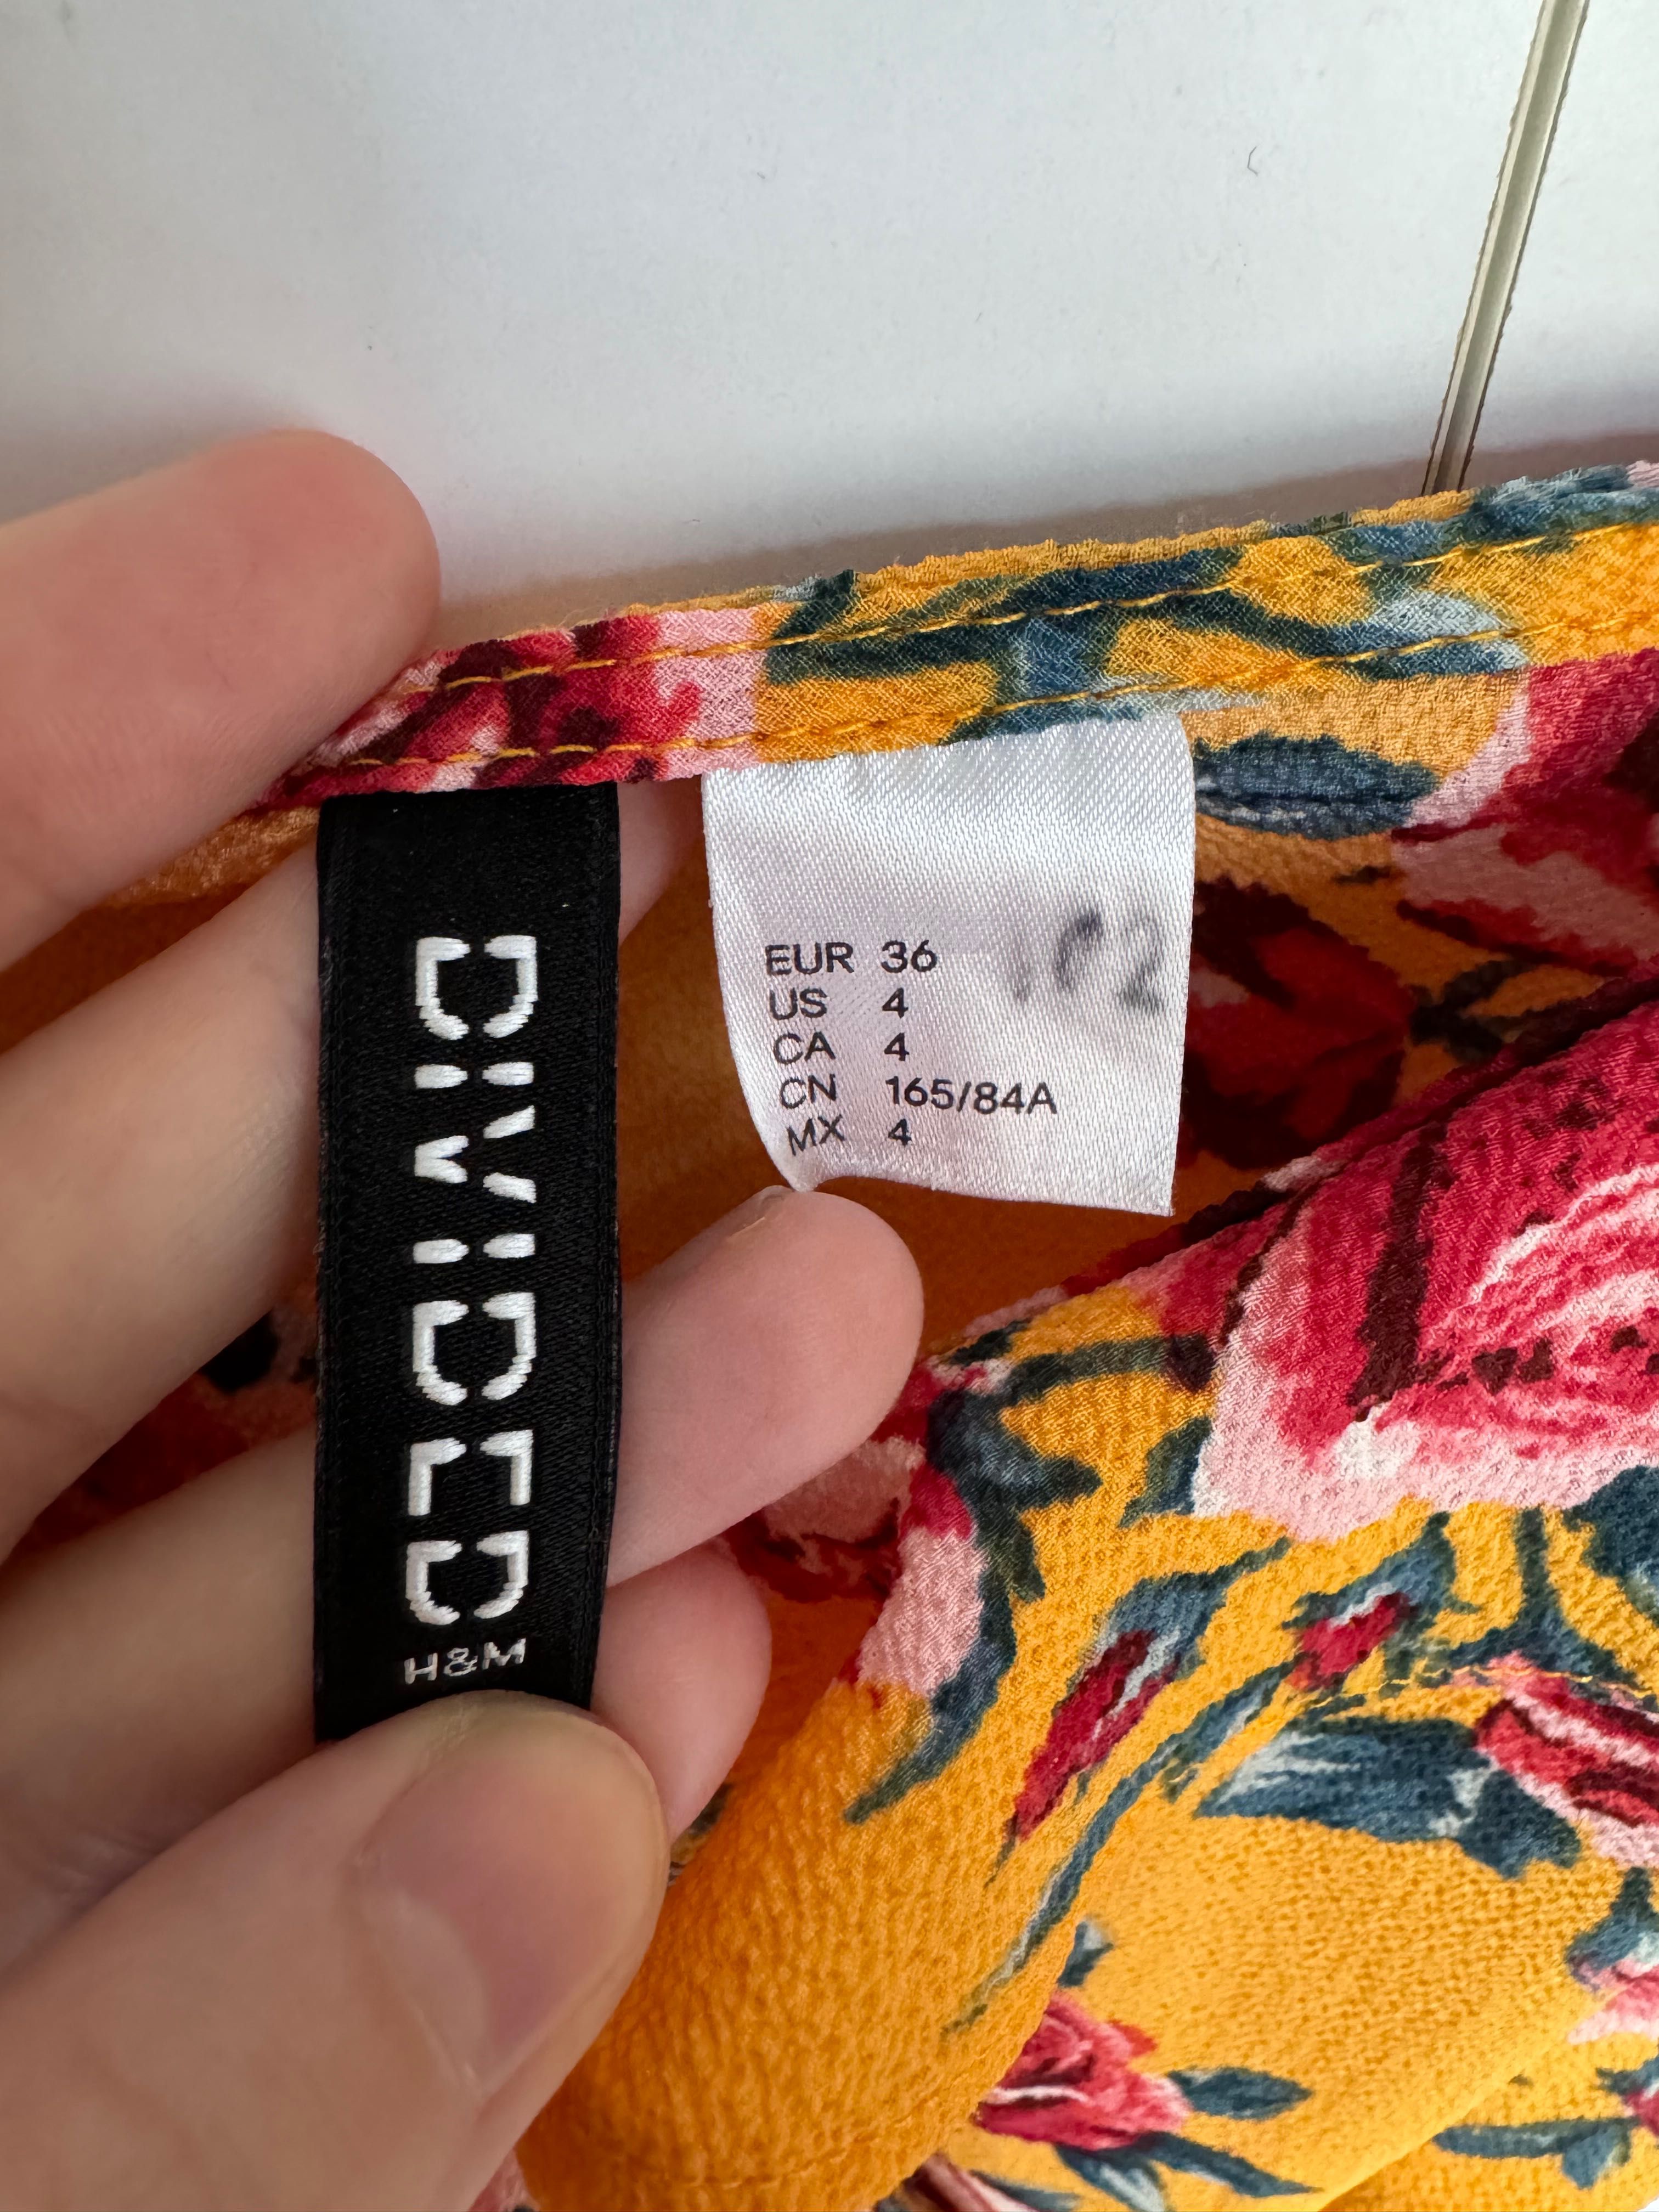 DIVIDED
H&M
EUR 36
US 4
CA 4
CN 165/84A
MX 4